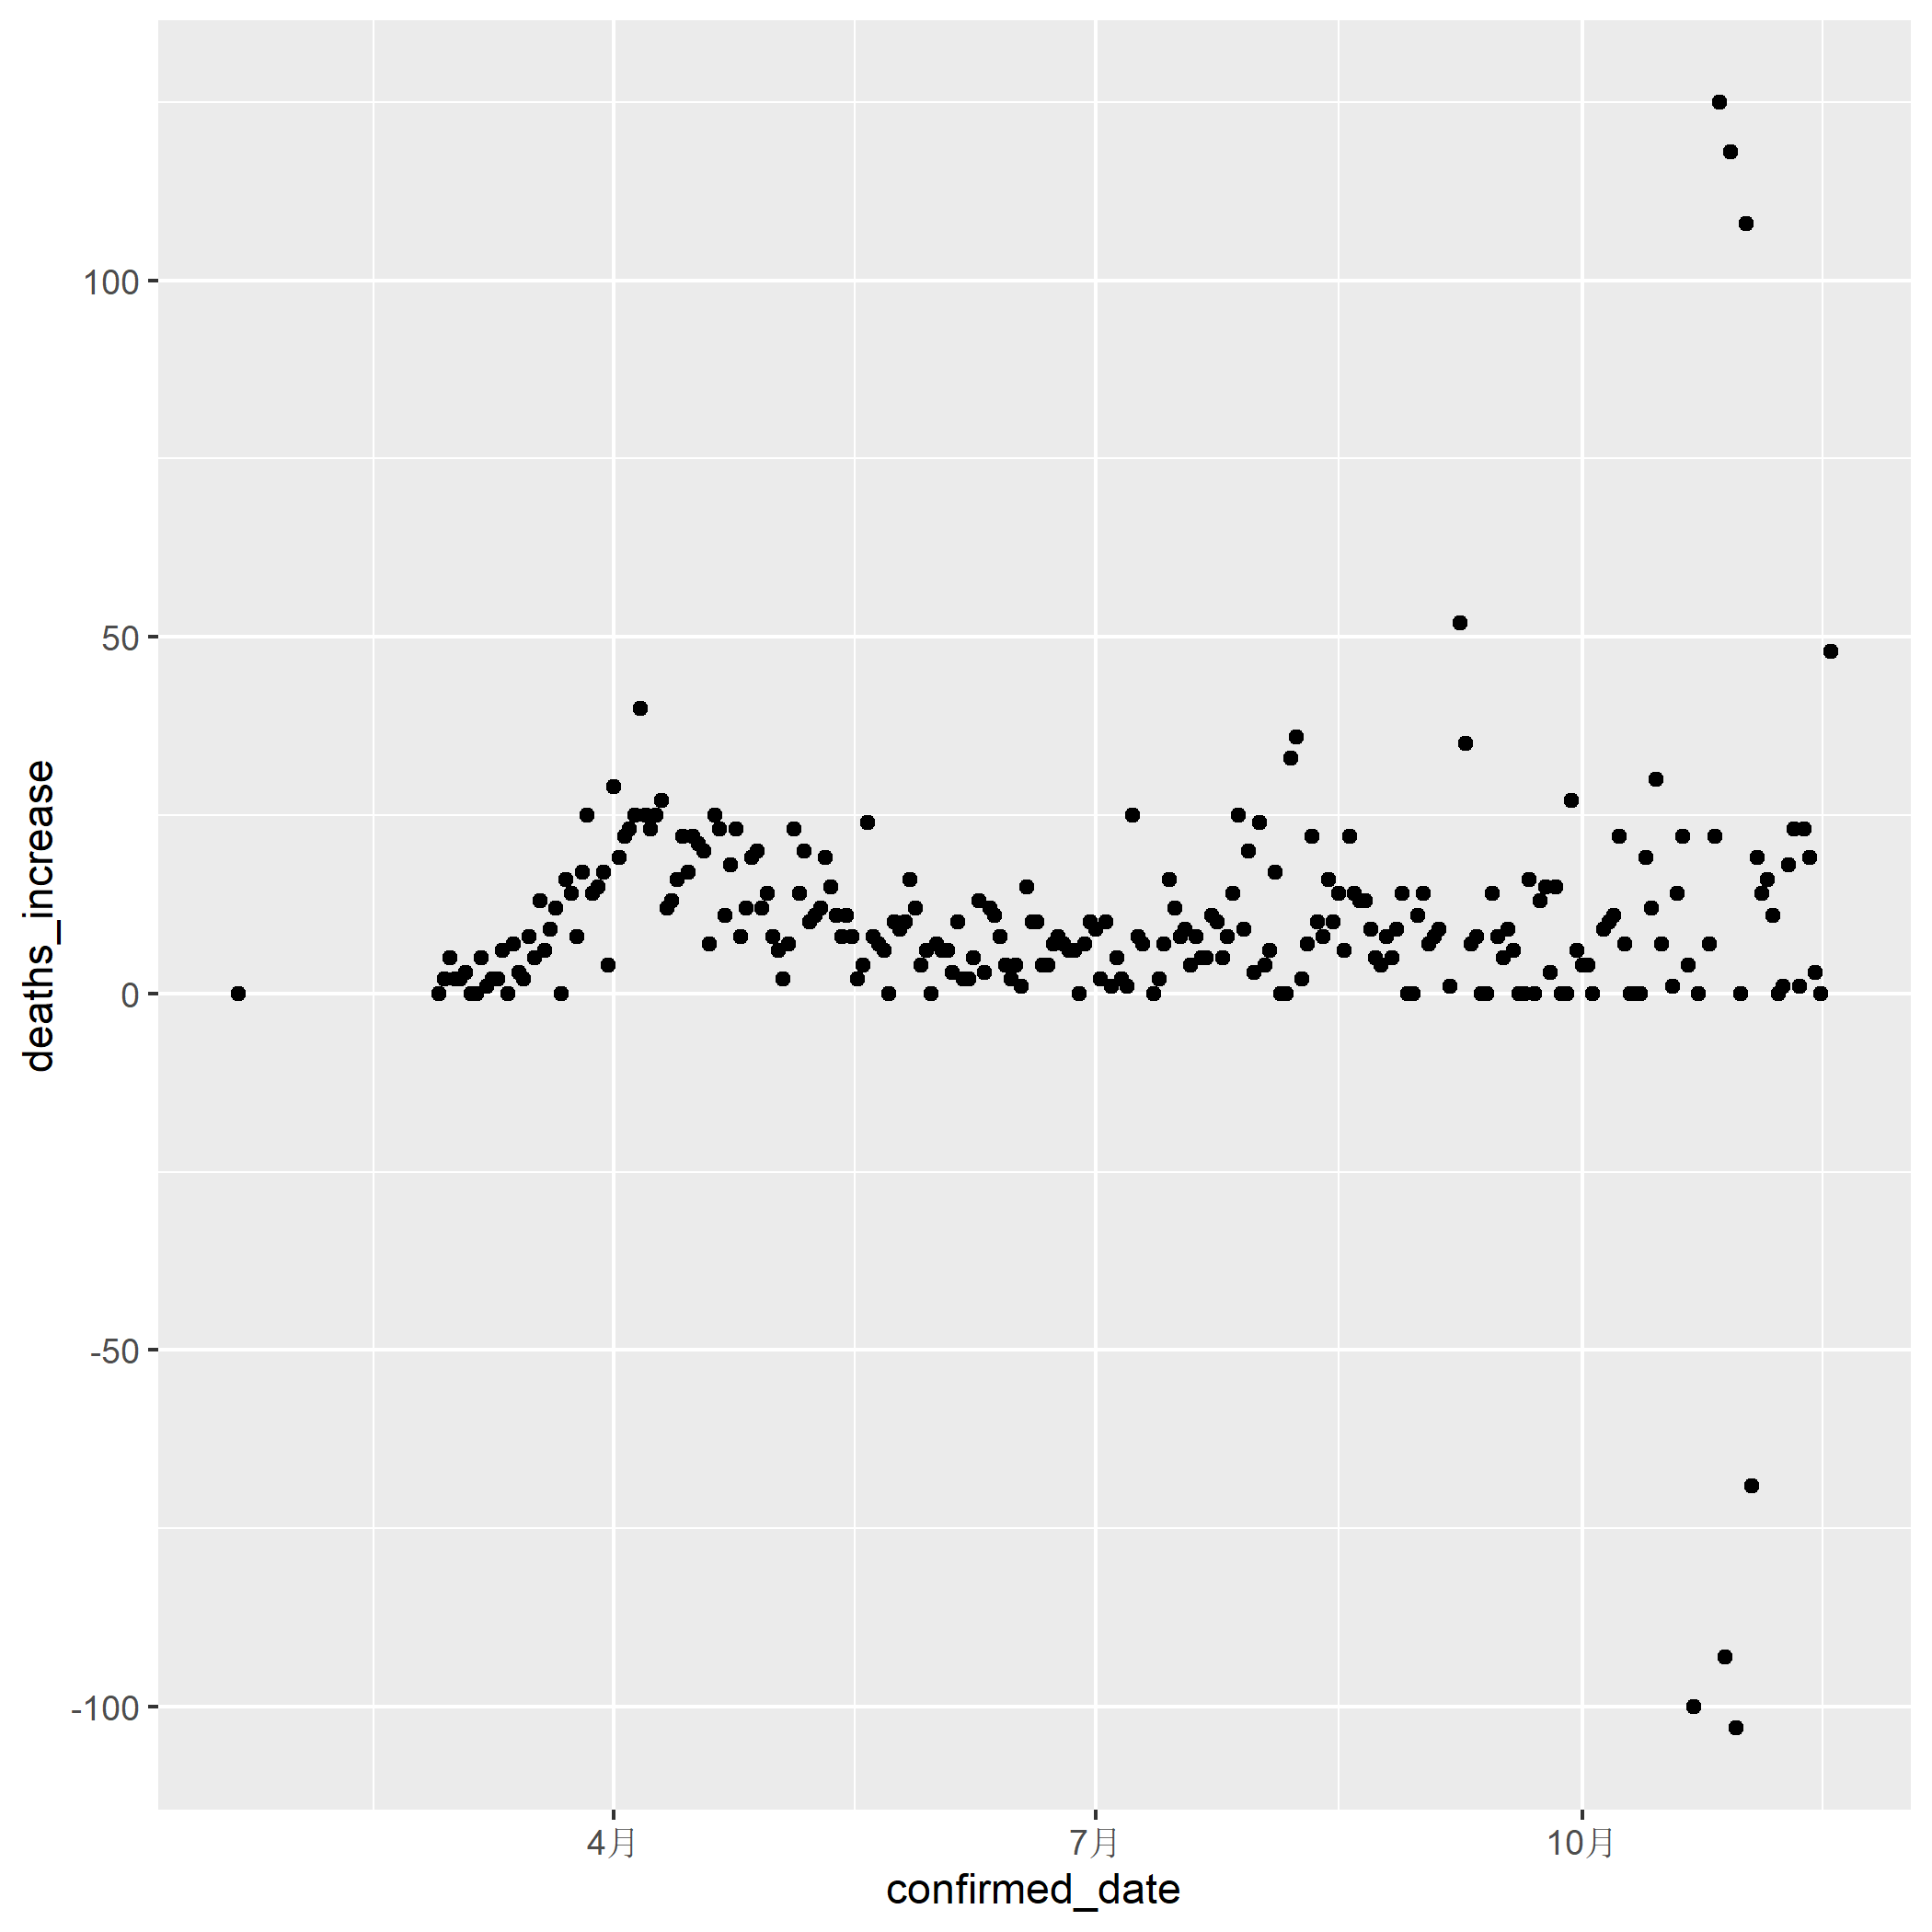 100
50
0
-50
-100
deaths_increase
4月
7月
10月
confirmed_date